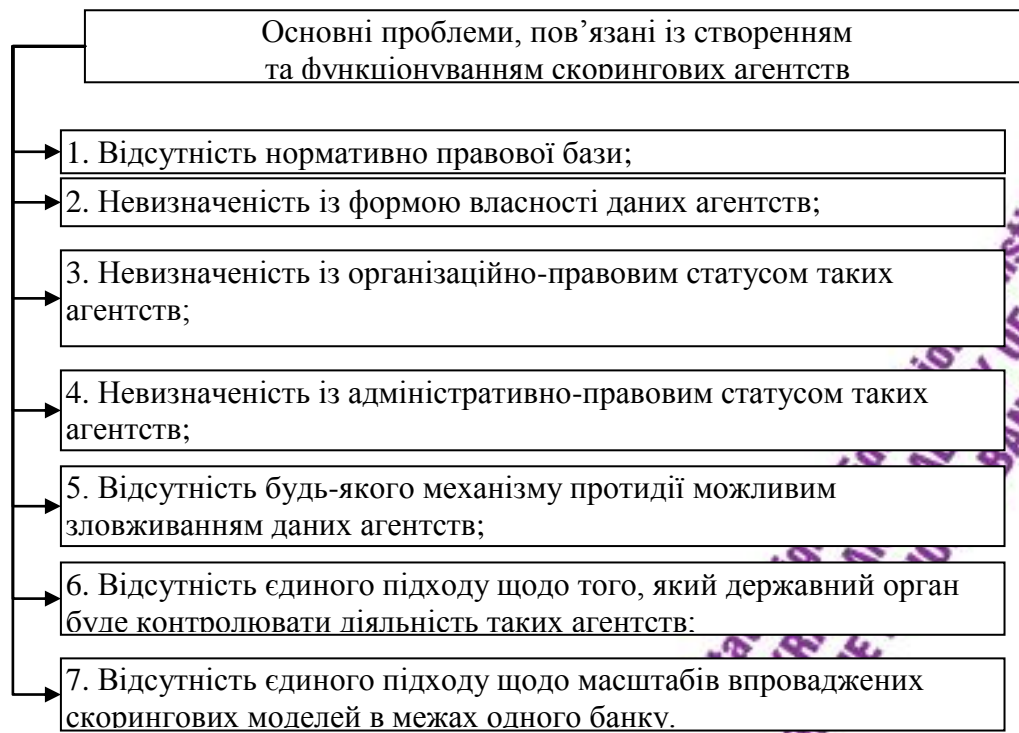 Основні проблеми, пов’язані із створенням
та функціонуванням скорингових агентств
1. Відсутність нормативно правової бази;
2. Невизначеність із формою власності даних агентств;
3. Невизначеність із організаційно-правовим статусом таких
агентств;
4. Невизначеність із адміністративно-правовим статусом таких
агентств;
5. Відсутність будь-якого механізму протидії можливим
зловживанням даних агентств;
6. Відсутність єдиного підходу щодо того, який державний орган
буде контролювати діяльність таких агентств;
7. Відсутність єдиного підходу щодо масштабів впроваджених
скорингових моделей в межах одного банку.